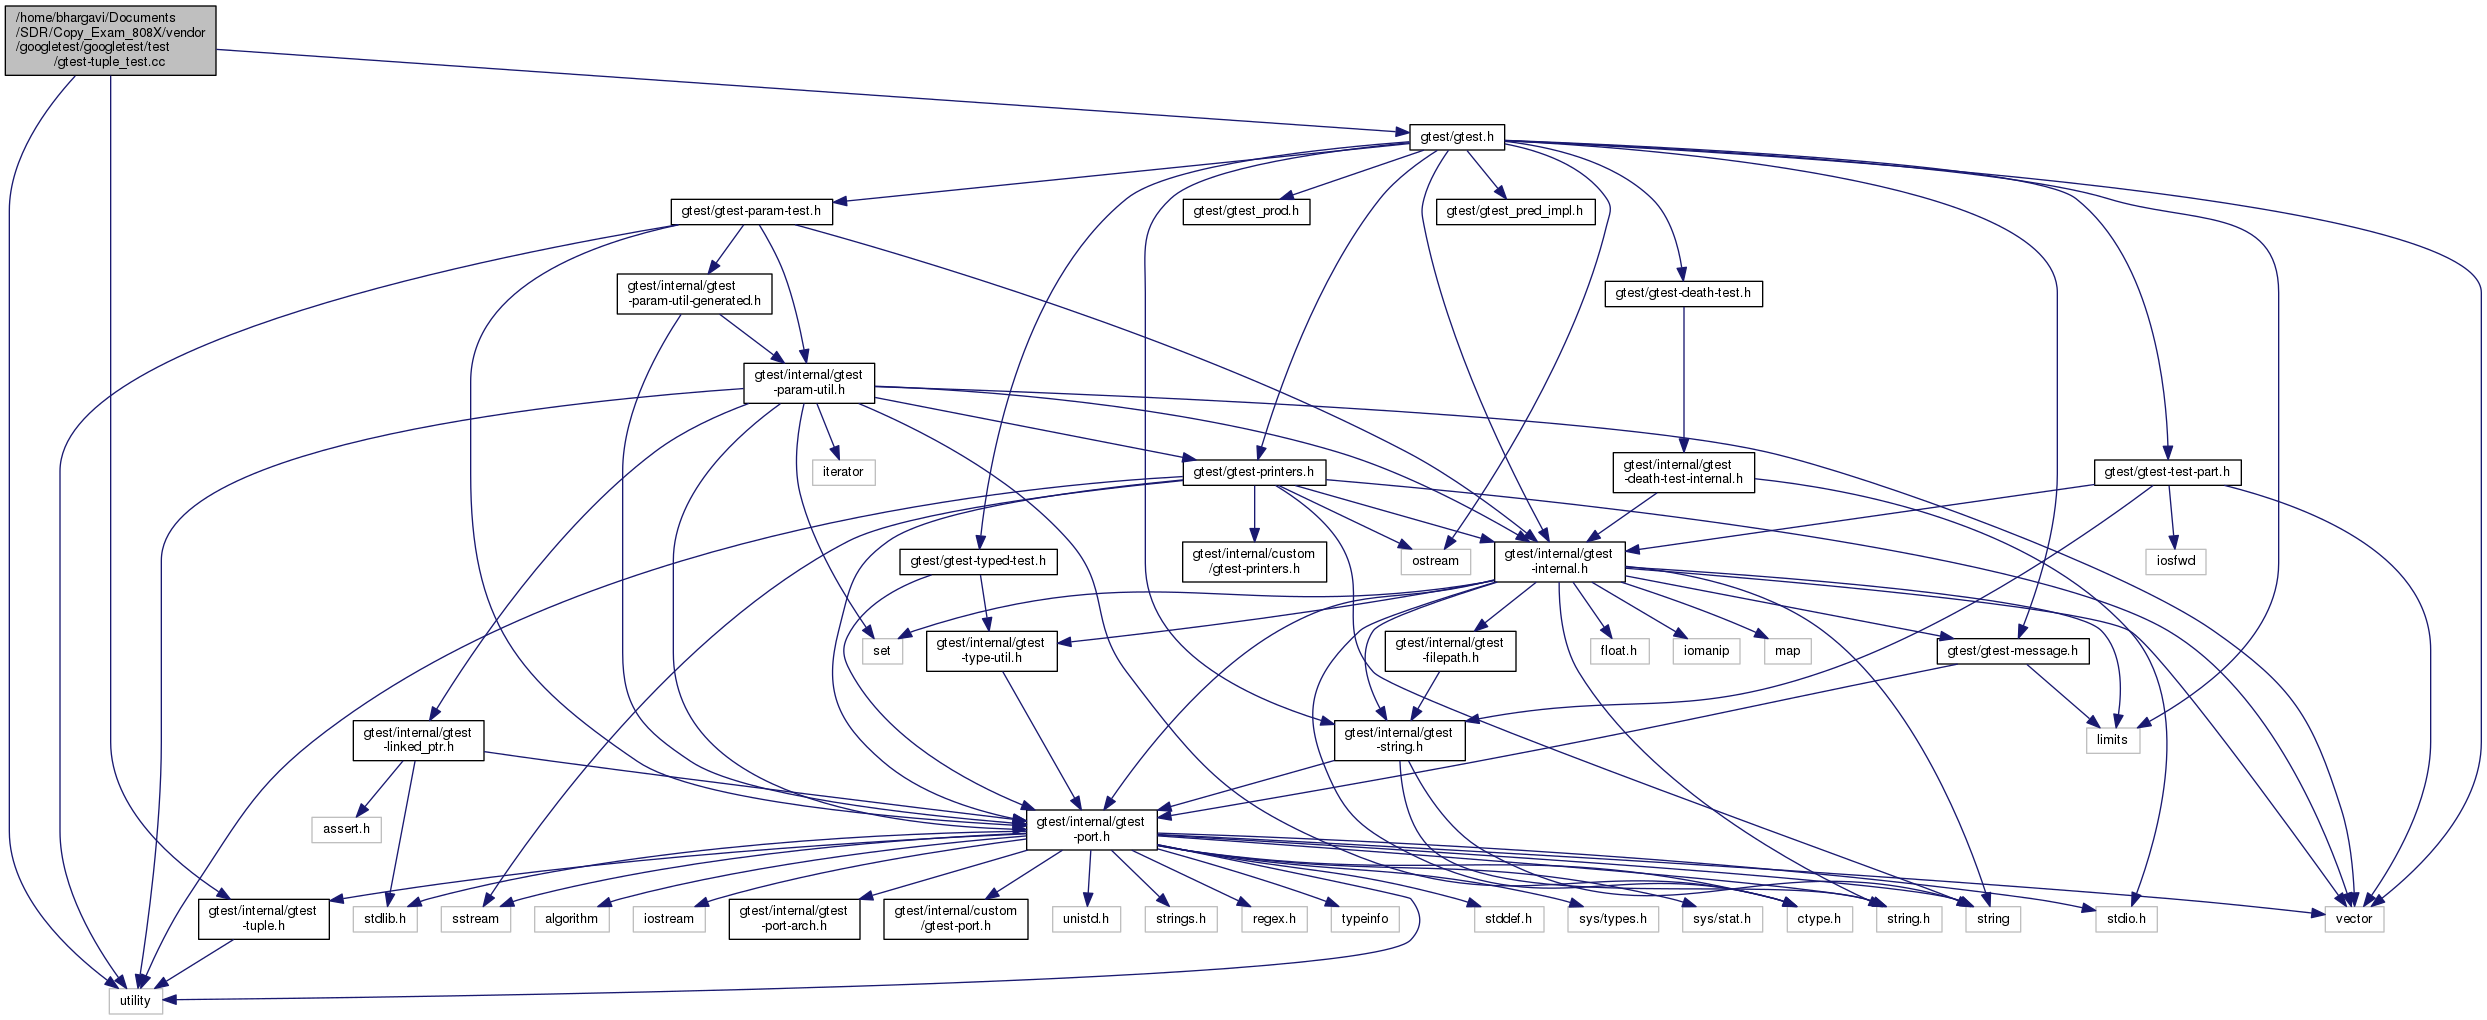 /home/bhargavi/Documents
/SDR/Copy_Exam_808X/vendor
/googletest/googletest/test
/gtest-tuple_test.cc
gtest/gtest.h
gtest/gtest-param-test.h
gtest/gtest_prod.h
gtest/gtest_pred_impl.h
gtest/internal/gtest
-param-util-generated.h
gtest/gtest-death-test.h
gtest/internal/gtest
-param-util.h
iterator
gtest/gtest-printers.h
gtest/internal/gtest
-death-test-internal.h
gtest/gtest-test-part.h
gtest/gtest-typed-test.h
gtest/internal/custom
/gtest-printers.h
ostream
gtest/internal/gtest
-internal.h
iosfwd
set
gtest/internal/gtest
-type-util.h
gtest/internal/gtest
-filepath.h
float.h
iomanip
map
gtest/gtest-message.h
gtest/internal/gtest
-linked_ptr.h
gtest/internal/gtest
-string.h
limits
assert.h
gtest/internal/gtest
-port.h
gtest/internal/gtest
-tuple.h
stdlib.h
sstream
algorithm
iostream
gtest/internal/gtest
-port-arch.h
gtest/internal/custom
/gtest-port.h
unistd.h
strings.h
regex.h
typeinfo
stddef.h
sys/types.h
sys/stat.h
ctype.h
string.h
string
stdio.h
vector
utility